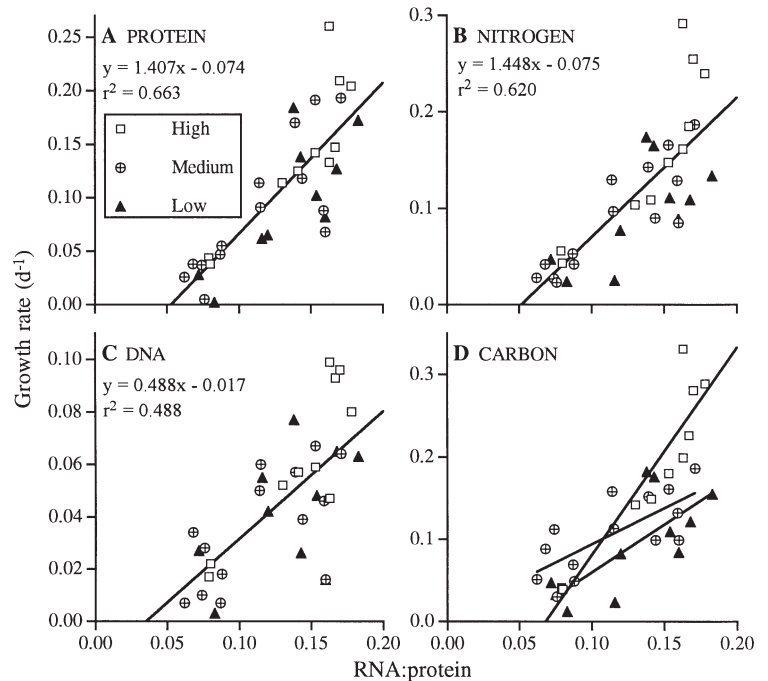 A PROTEIN
y = 1.407x - 0.074
r² = 0.663
High
Medium
Low
0.25
0.20
0.15
0.10
0.05
0.00
B NITROGEN
y = 1.448x - 0.075
r² = 0.620
0.3
0.2
0.1
0.0
Growth rate (d⁻¹)
C DNA
y = 0.488x - 0.017
r² = 0.488
0.10
0.08
0.06
0.04
0.02
0.00
0.00 0.05 0.10 0.15 0.20
D CARBON
0.3
0.2
0.1
0.0
0.00 0.05 0.10 0.15 0.20
RNA:protein